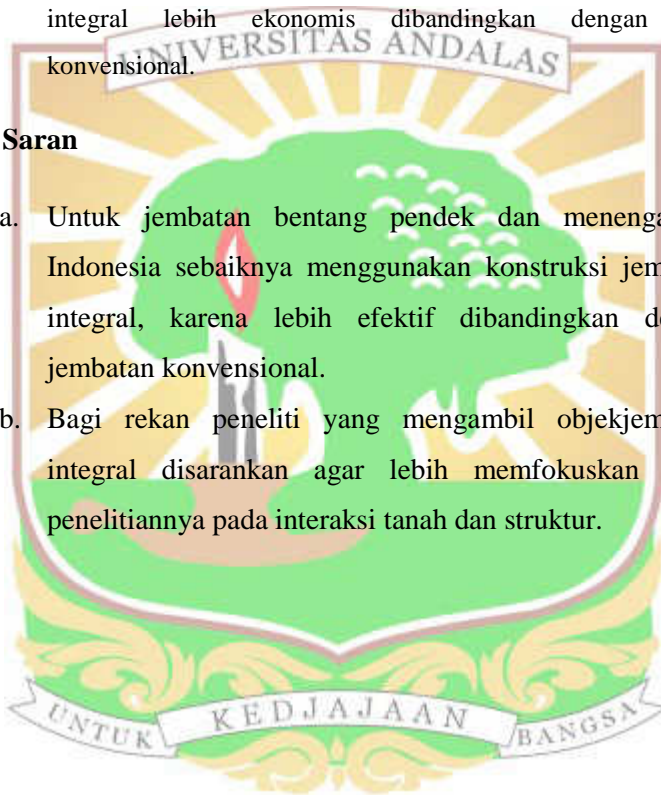 integral lebih ekonomis dibandingkan dengan
UNIVERSITAS ANDALAS
konvensional.
Saran
a. Untuk jembatan bentang pendek dan menenga
Indonesia sebaiknya menggunakan konstruksi jem
integral, karena lebih efektif dibandingkan de
jembatan konvensional.
b. Bagi rekan peneliti yang mengambil objekjem
integral disarankan agar lebih memfokuskan
penelitiannya pada interaksi tanah dan struktur.
UNTUK KEDJAJAAN BANGSA